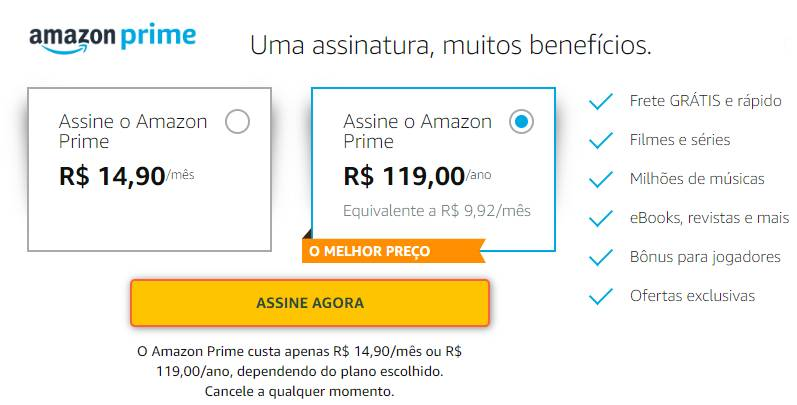 amazon prime
Uma assinatura, muitos benefícios.
Assine o Amazon
Prime
R$ 14,90/mês
Assine o Amazon
Prime
R$ 119,00/ano
Equivalente a R$ 9,92/mês
O MELHOR PREÇO
ASSINE AGORA
O Amazon Prime custa apenas R$ 14,90/mês ou R$
119,00/ano, dependendo do plano escolhido.
Cancele a qualquer momento.
Frete GRÁTIS e rápido
Filmes e séries
Milhões de músicas
eBooks, revistas e mais
Bônus para jogadores
Ofertas exclusivas